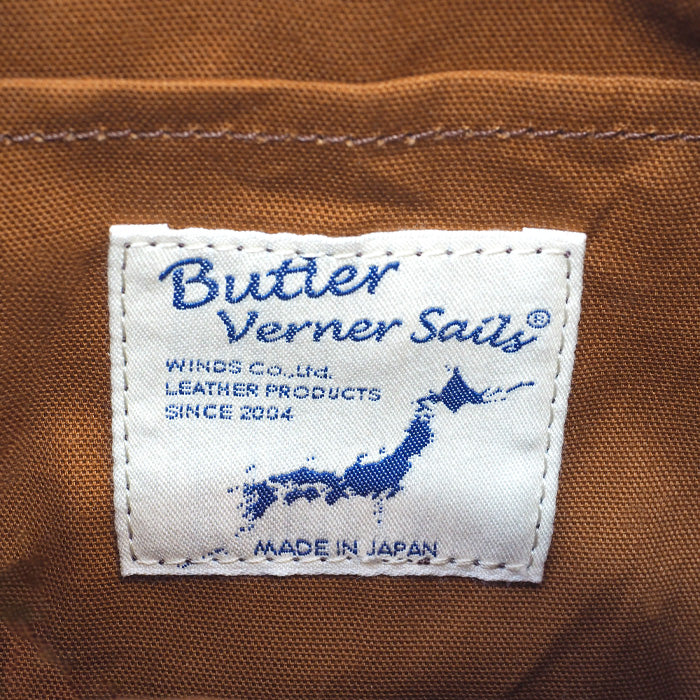 Butler
Verner Sails®
WINDS Co.,Ltd.
LEATHER PRODUCTS
SINCE 2004
MADE IN JAPAN